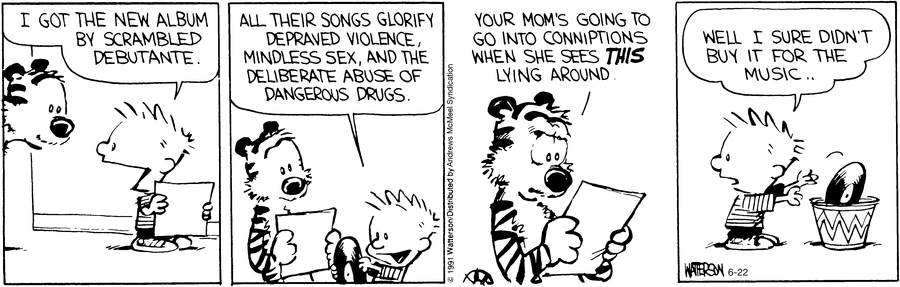 I GOT THE NEW ALBUM
BY SCRAMBLED
DEBUTANTE.
ALL THEIR SONGS GLORIFY
DEPRAVED VIOLENCE,
MINDLESS SEX, AND THE
DELIBERATE ABUSE OF
DANGEROUS DRUGS.
© 1991 Watterson/Distributed by Andrews McMeel Syndication
YOUR MOM'S GOING TO
GO INTO CONNIPTIONS
WHEN SHE SEES THIS
LYING AROUND.
WELL I SURE DIDN'T
BUY IT FOR THE
MUSIC..
WATTERSON 6-22